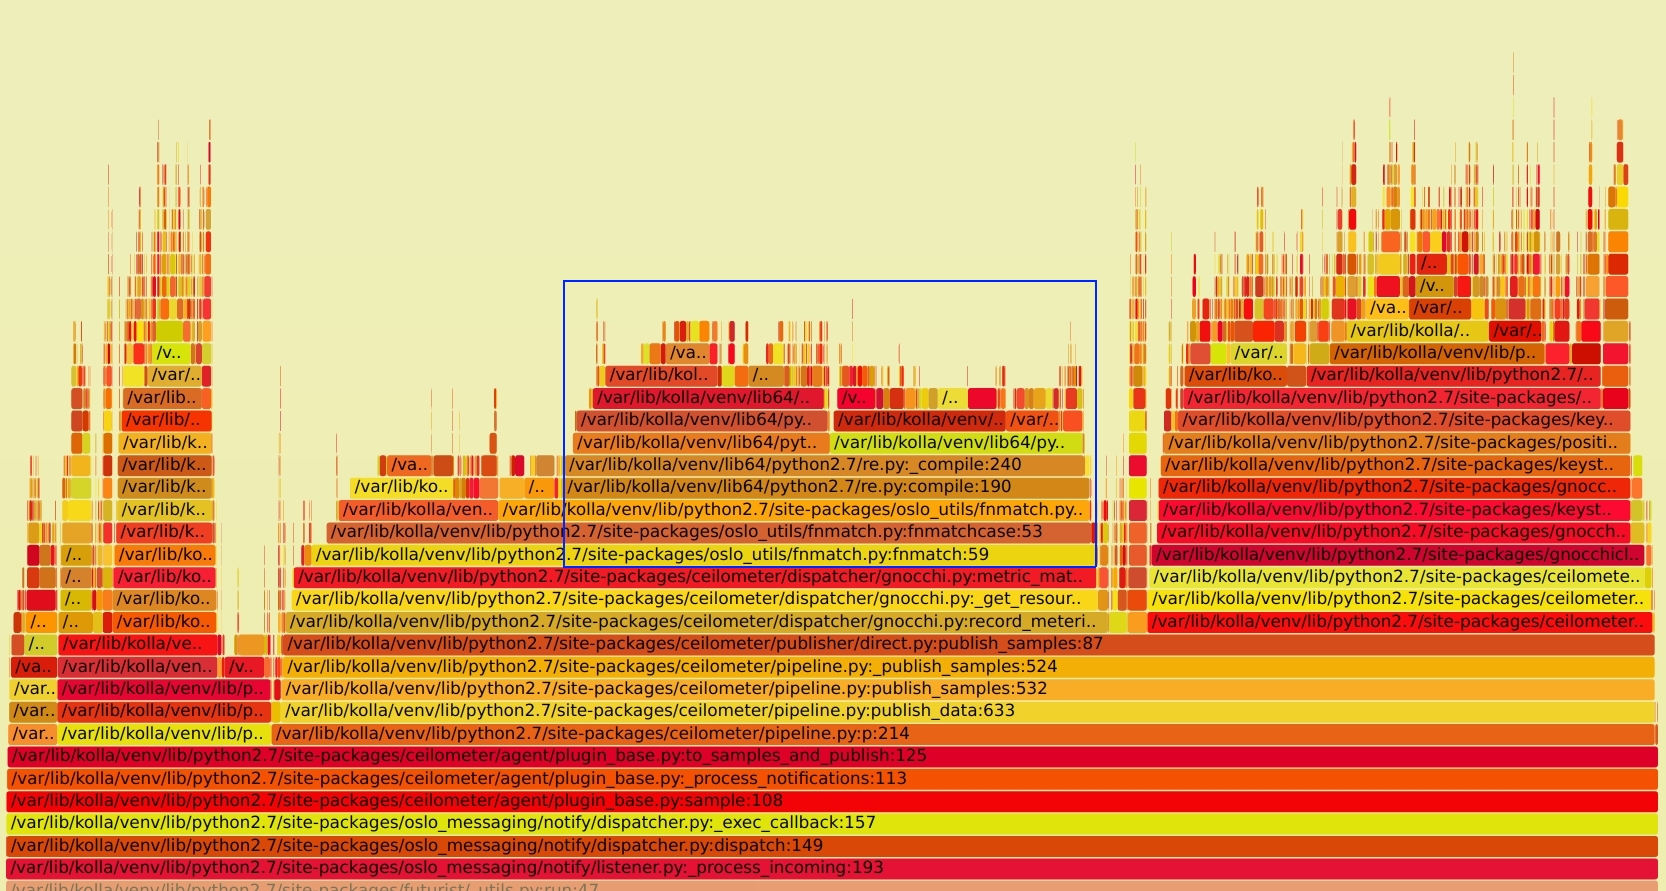 /v..
/va..
/var/..
/v..
/var/lib/kolla/..
/var/..
/v..
/va..
/var/..
/var/lib/kolla/venv/lib/p..
/var/..
/var/lib/kol..
/..
/var/lib/ko..
/var/lib/kolla/venv/lib/python2.7/..
/var/lib..
/var/lib/kolla/venv/lib64/..
/v..
/..
/var/lib/kolla/venv/lib/python2.7/site-packages/..
/var/lib/..
/var/lib/kolla/venv/lib64/py..
/var/lib/kolla/venv/..
/var/..
/var/lib/kolla/venv/lib/python2.7/site-packages/key..
/var/lib/k..
/var/lib/kolla/venv/lib64/pyt..
/var/lib/kolla/venv/lib64/py..
/var/lib/kolla/venv/lib/python2.7/site-packages/positi..
/var/lib/k..
/va..
/var/lib/kolla/venv/lib64/python2.7/re.py:_compile:240
/var/lib/kolla/venv/lib/python2.7/site-packages/keyst..
/var/lib/k..
/var/lib/ko..
/..
/var/lib/kolla/venv/lib64/python2.7/re.py:compile:190
/var/lib/kolla/venv/lib/python2.7/site-packages/gnocc..
/var/lib/k..
/var/lib/kolla/ven..
/var/lib/kolla/venv/lib/python2.7/site-packages/oslo_utils/fnmatch.py..
/var/lib/kolla/venv/lib/python2.7/site-packages/keyst..
/var/lib/k..
/var/lib/kolla/venv/lib/python2.7/site-packages/oslo_utils/fnmatch.py:fnmatchcase:53
/var/lib/kolla/venv/lib/python2.7/site-packages/gnocch..
/..
/var/lib/ko..
/var/lib/kolla/venv/lib/python2.7/site-packages/oslo_utils/fnmatch.py:fnmatch:59
/var/lib/kolla/venv/lib/python2.7/site-packages/gnocchicl..
/..
/var/lib/ko..
/var/lib/kolla/venv/lib/python2.7/site-packages/ceilometer/dispatcher/gnocchi.py:metric_mat..
/var/lib/kolla/venv/lib/python2.7/site-packages/ceilomete..
/..
/var/lib/ko..
/var/lib/kolla/venv/lib/python2.7/site-packages/ceilometer/dispatcher/gnocchi.py:_get_resour..
/var/lib/kolla/venv/lib/python2.7/site-packages/ceilometer..
/..
/..
/var/lib/ko..
/var/lib/kolla/venv/lib/python2.7/site-packages/ceilometer/dispatcher/gnocchi.py:record_meteri..
/var/lib/kolla/venv/lib/python2.7/site-packages/ceilometer..
/..
/var/lib/kolla/ve..
/var/lib/kolla/venv/lib/python2.7/site-packages/ceilometer/publisher/direct.py:publish_samples:87
/va..
/var/lib/kolla/ven..
/v..
/var/lib/kolla/venv/lib/python2.7/site-packages/ceilometer/pipeline.py:_publish_samples:524
/var..
/var/lib/kolla/venv/lib/p..
/var/lib/kolla/venv/lib/python2.7/site-packages/ceilometer/pipeline.py:publish_samples:532
/var..
/var/lib/kolla/venv/lib/p..
/var/lib/kolla/venv/lib/python2.7/site-packages/ceilometer/pipeline.py:publish_data:633
/var..
/var/lib/kolla/venv/lib/p..
/var/lib/kolla/venv/lib/python2.7/site-packages/ceilometer/pipeline.py:p:214
/var/lib/kolla/venv/lib/python2.7/site-packages/ceilometer/agent/plugin_base.py:to_samples_and_publish:125
/var/lib/kolla/venv/lib/python2.7/site-packages/ceilometer/agent/plugin_base.py:_process_notifications:113
/var/lib/kolla/venv/lib/python2.7/site-packages/ceilometer/agent/plugin_base.py:sample:108
/var/lib/kolla/venv/lib/python2.7/site-packages/oslo_messaging/notify/dispatcher.py:_exec_callback:157
/var/lib/kolla/venv/lib/python2.7/site-packages/oslo_messaging/notify/dispatcher.py:dispatch:149
/var/lib/kolla/venv/lib/python2.7/site-packages/oslo_messaging/notify/listener.py:_process_incoming:193
/var/lib/kolla/venv/lib/python2.7/site-packages/futurist/_utils.py:run:47